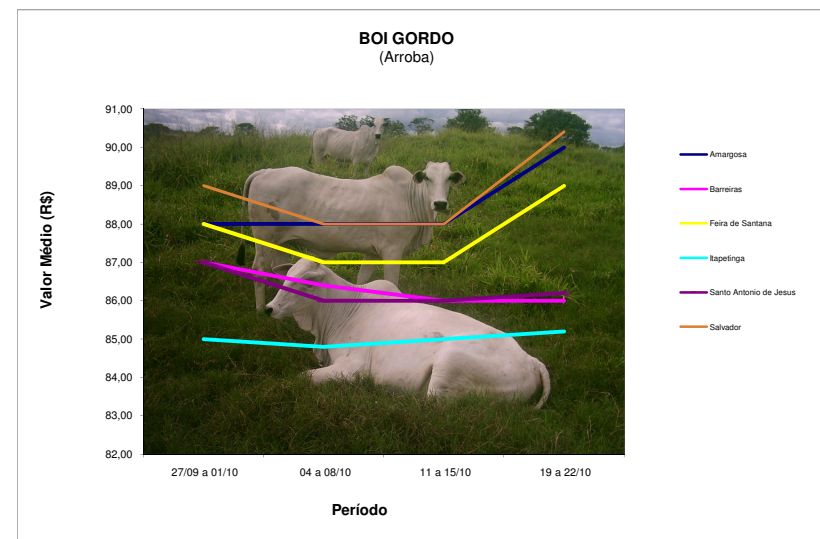 BOI GORDO
(Arroba)
Valor Médio (R$)
91,00
90,00
89,00
88,00
87,00
86,00
85,00
84,00
83,00
82,00
27/09 a 01/10
04 a 08/10
11 a 15/10
19 a 22/10
Período
Amargosa
Barreiras
Feira de Santana
Itapetinga
Santo Antonio de Jesus
Salvador